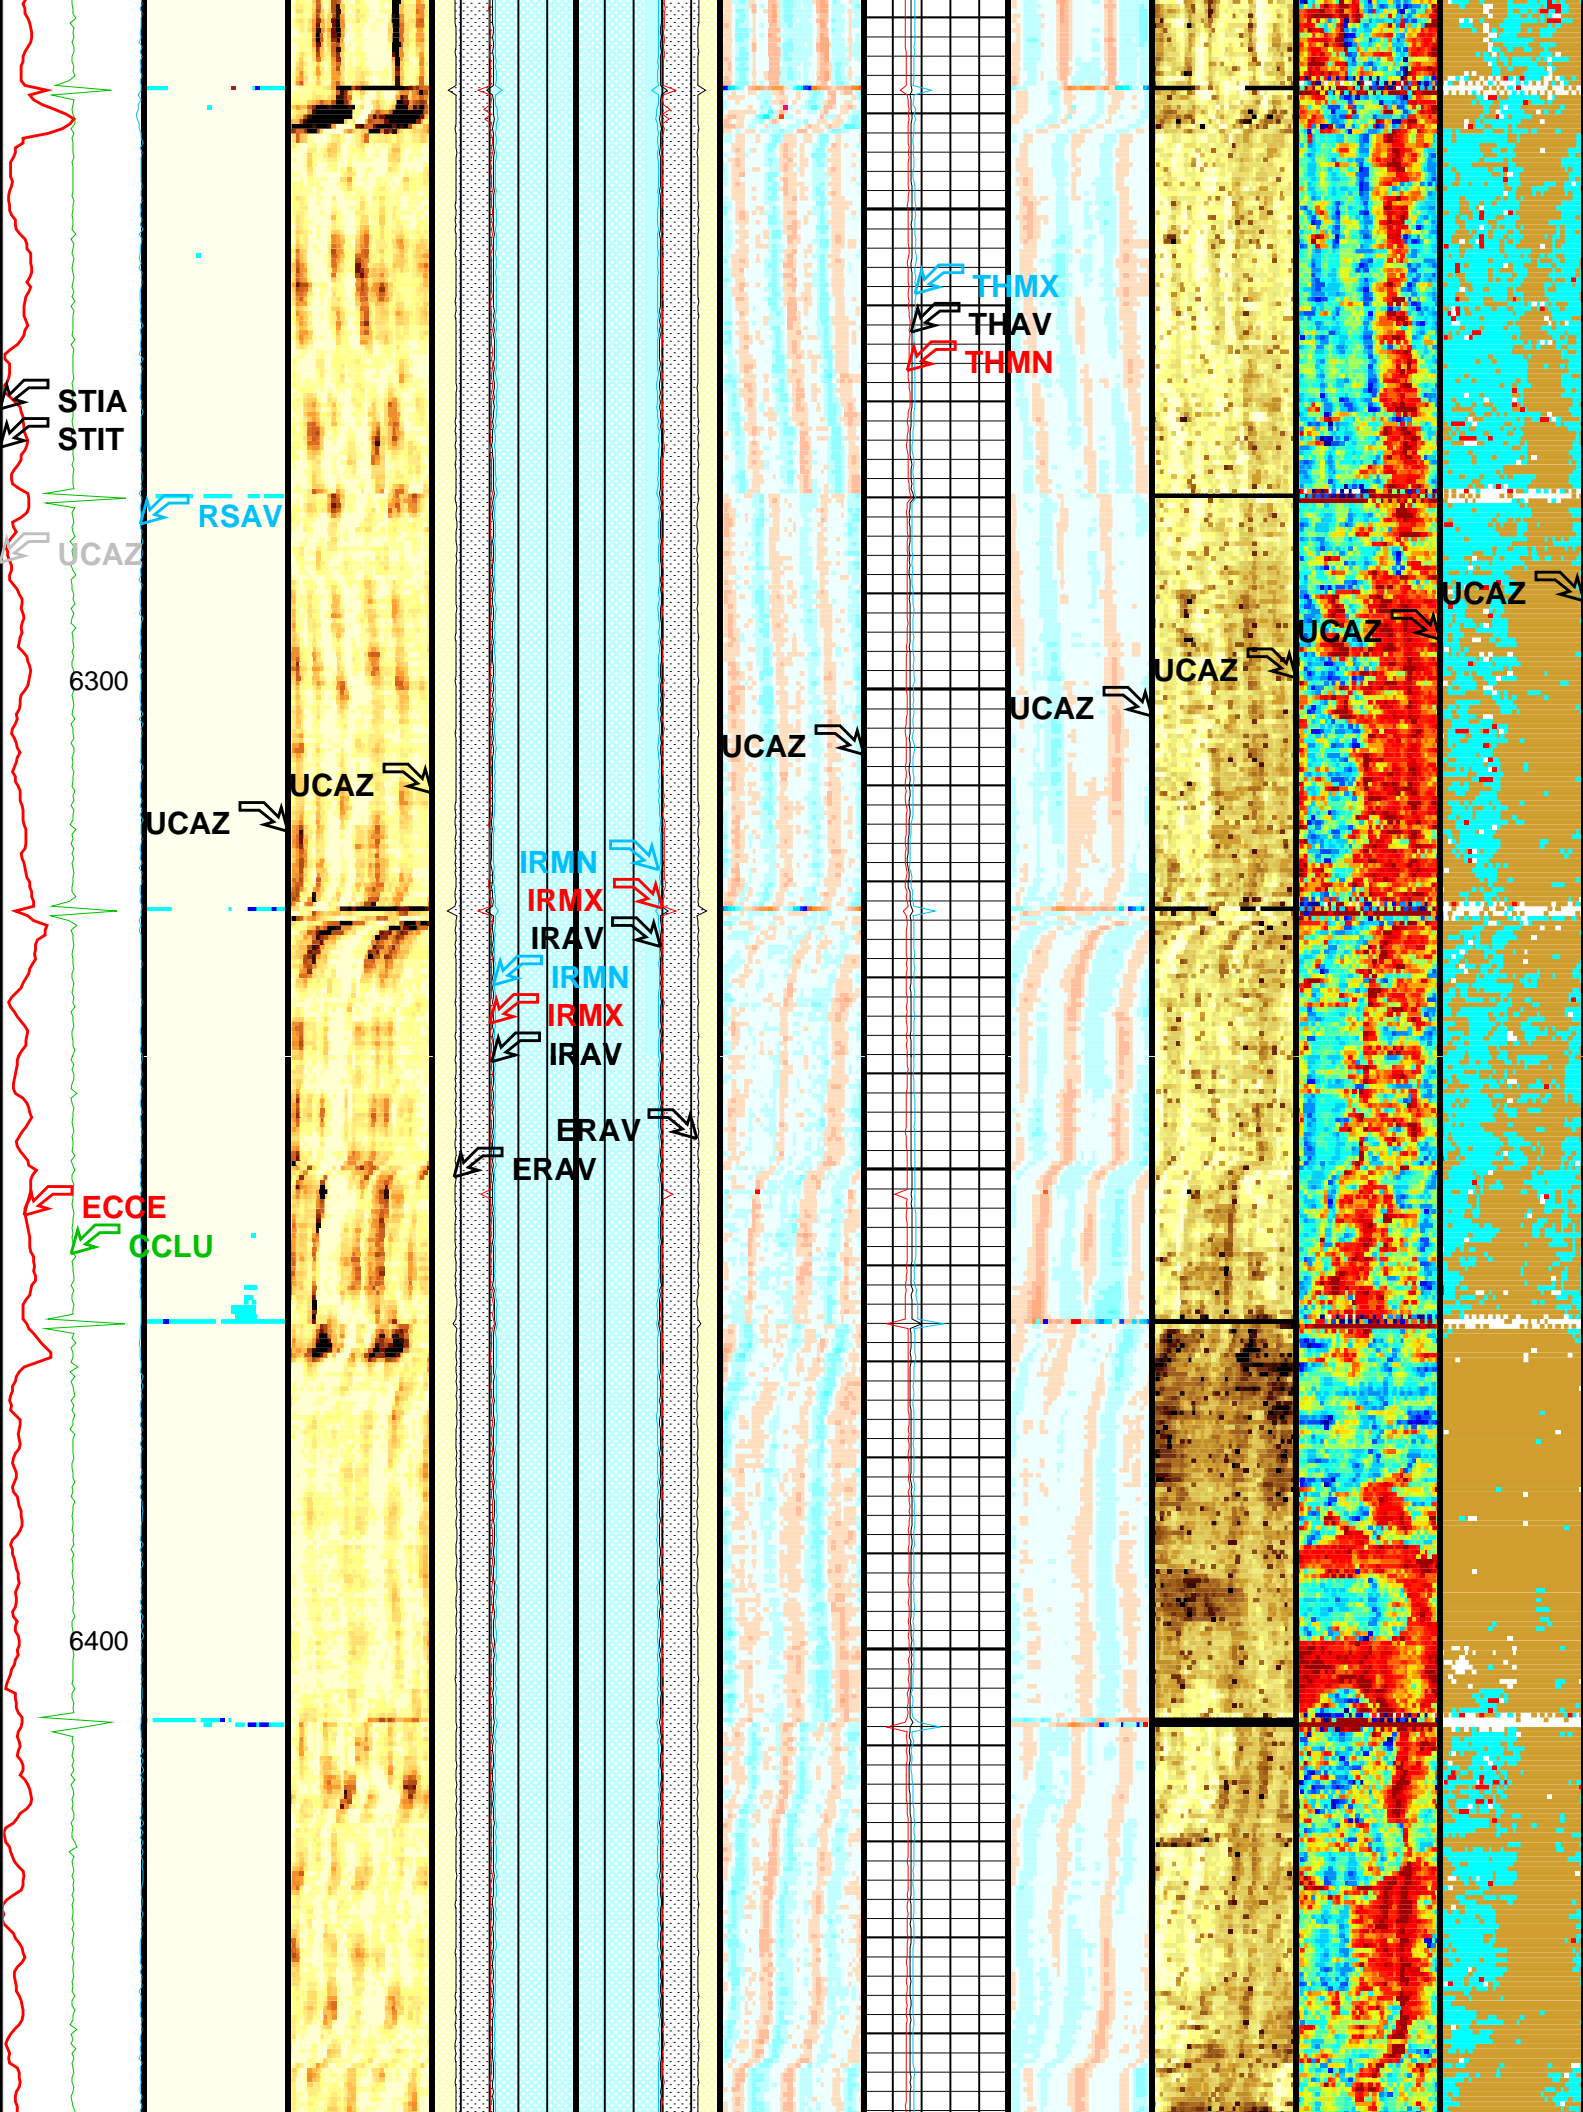 THMX
THAV
THMN
STIA
STIT
RSAV
UCAZ
UCAZ
UCAZ
UCAZ
6300
UCAZ
UCAZ
UCAZ
UCAZ
IRMN
IRMX
IRAV
IRMN
IRMX
IRAV
ERAV
ERAV
ECCE
CCLU
6400